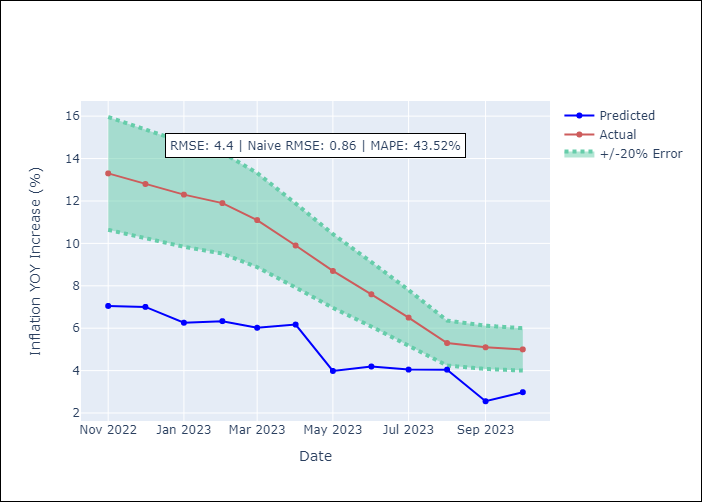 RMSE: 4.4 | Naive RMSE: 0.86 | MAPE: 43.52%
Predicted
Actual
+/-20% Error
Inflation YOY Increase (%)
16
14
12
10
8
6
4
2
Nov 2022 Jan 2023 Mar 2023 May 2023 Jul 2023 Sep 2023
Date